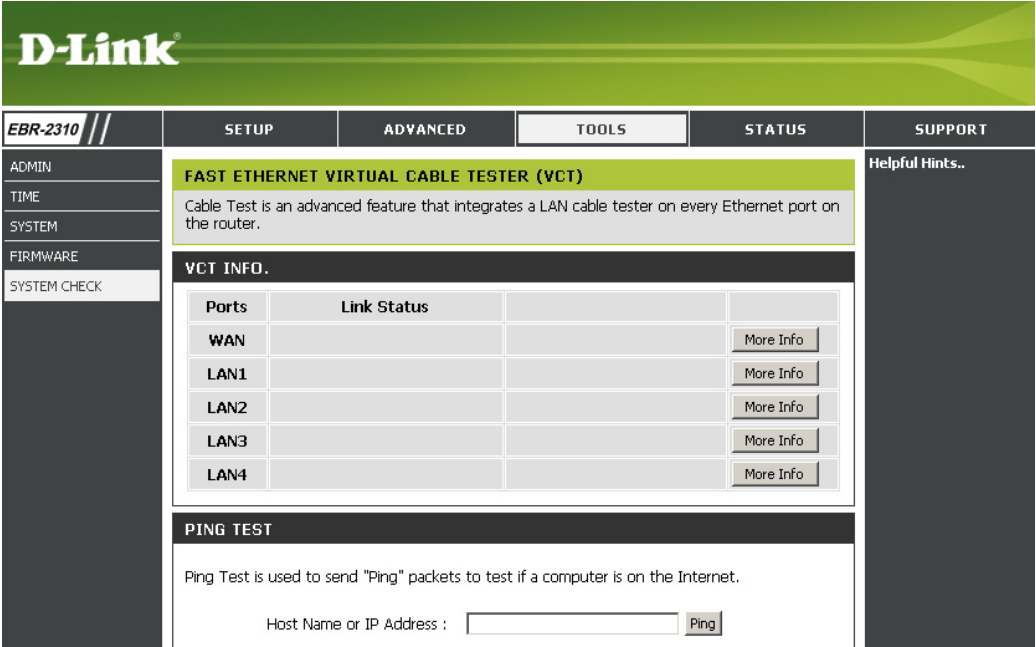 D-Link®
EBR-2310
SETUP
ADVANCED
TOOLS
STATUS
SUPPORT
ADMIN
TIME
SYSTEM
FIRMWARE
SYSTEM CHECK
FAST ETHERNET VIRTUAL CABLE TESTER (VCT)
Cable Test is an advanced feature that integrates a LAN cable tester on every Ethernet port on
the router.
VCT INFO.
Ports Link Status
WAN More Info
LAN1 More Info
LAN2 More Info
LAN3 More Info
LAN4 More Info
PING TEST
Ping Test is used to send "Ping" packets to test if a computer is on the Internet.
Host Name or IP Address : Ping
Helpful Hints..